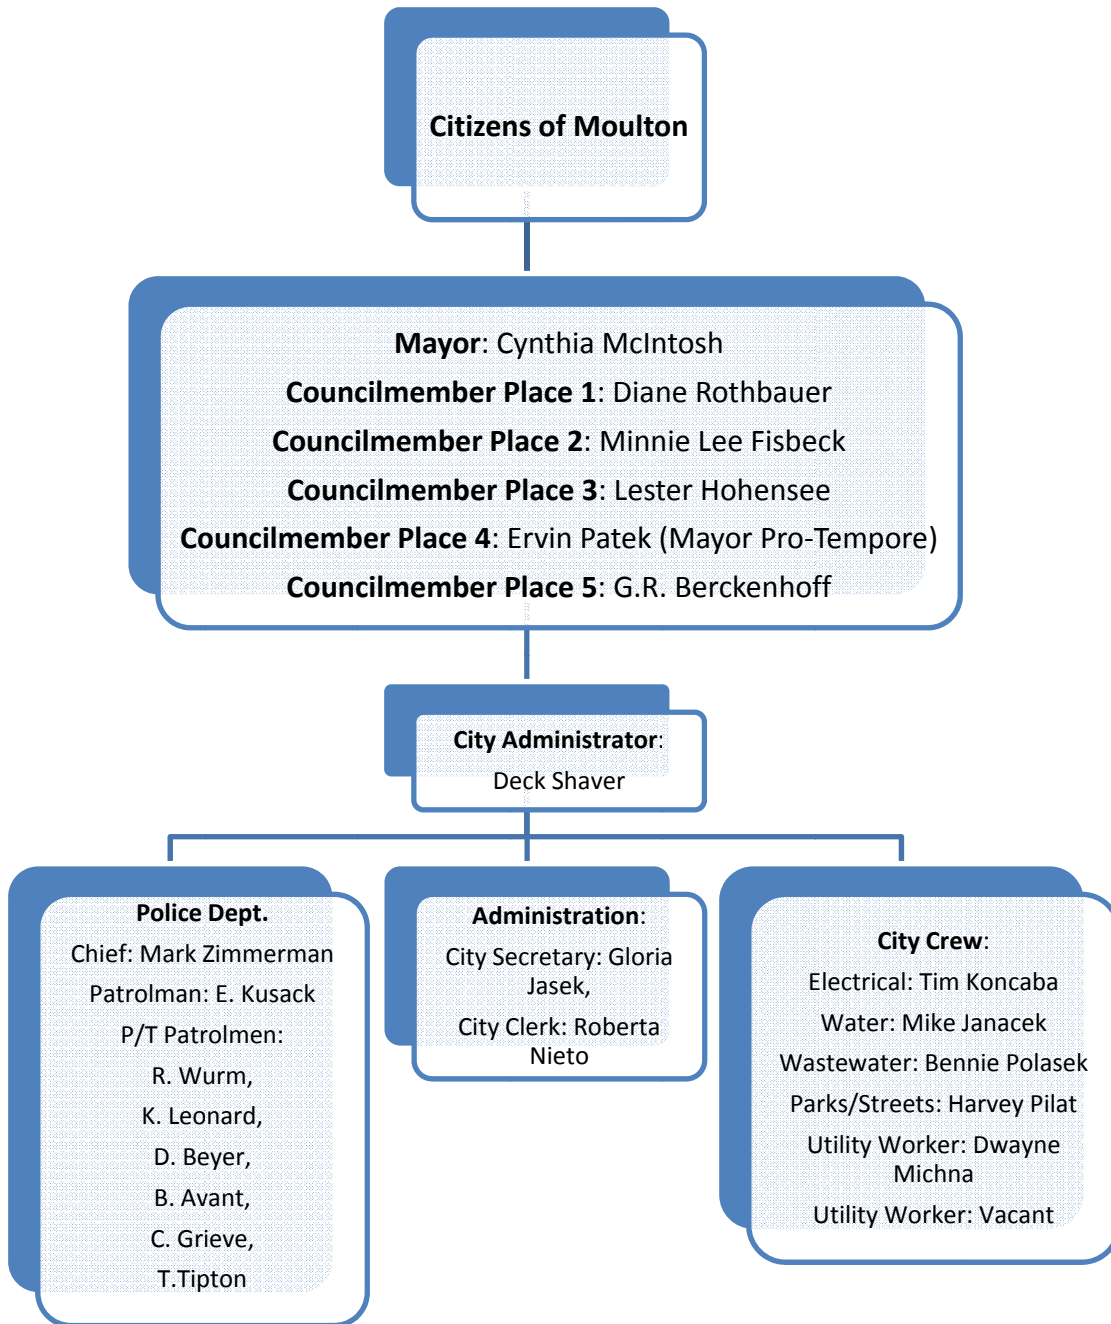 Citizens of Moulton
Mayor: Cynthia McIntosh
Councilmember Place 1: Diane Rothbauer
Councilmember Place 2: Minnie Lee Fisbeck
Councilmember Place 3: Lester Hohensee
Councilmember Place 4: Ervin Patek (Mayor Pro-Tempore)
Councilmember Place 5: G.R. Berckenhoff
City Administrator:
Deck Shaver
Police Dept.
Chief: Mark Zimmerman
Patrolman: E. Kusack
P/T Patrolmen:
R. Wurm,
K. Leonard,
D. Beyer,
B. Avant,
C. Grieve,
T.Tipton
Administration:
City Secretary: Gloria
Jasek,
City Clerk: Roberta
Nieto
City Crew:
Electrical: Tim Koncaba
Water: Mike Janacek
Wastewater: Bennie Polasek
Parks/Streets: Harvey Pilat
Utility Worker: Dwayne
Michna
Utility Worker: Vacant